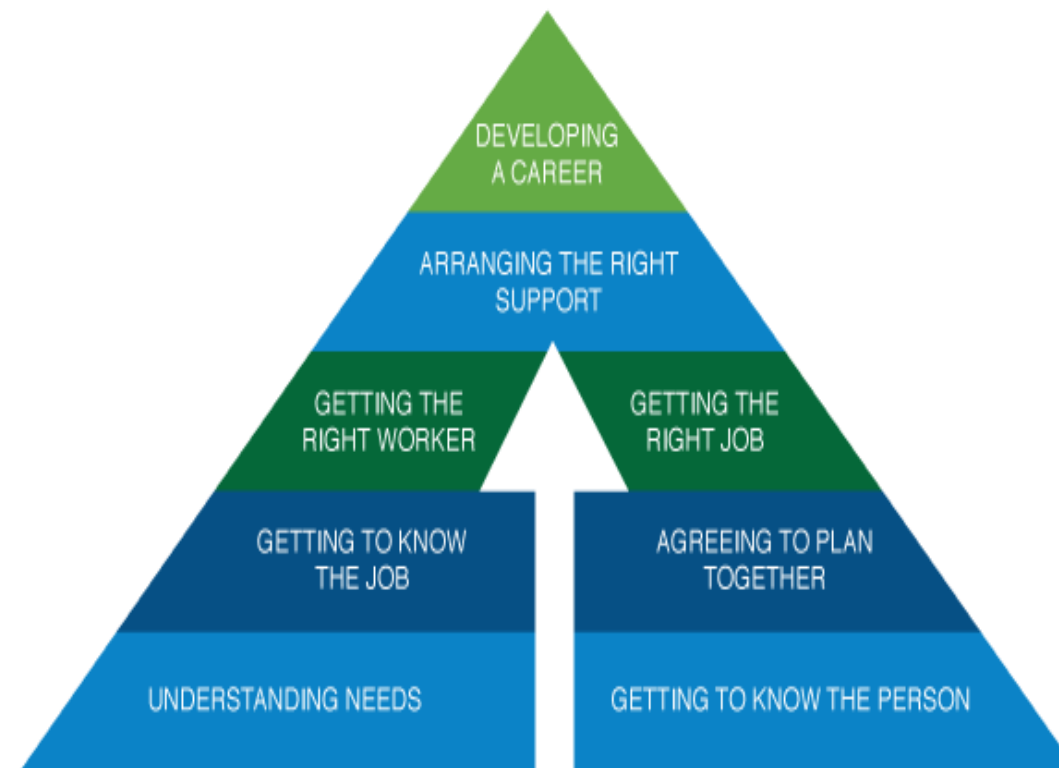 DEVELOPING
A CAREER
ARRANGING THE RIGHT
SUPPORT
GETTING THE
RIGHT WORKER
GETTING THE
RIGHT JOB
GETTING TO KNOW
THE JOB
AGREEING TO PLAN
TOGETHER
UNDERSTANDING NEEDS
GETTING TO KNOW THE PERSON